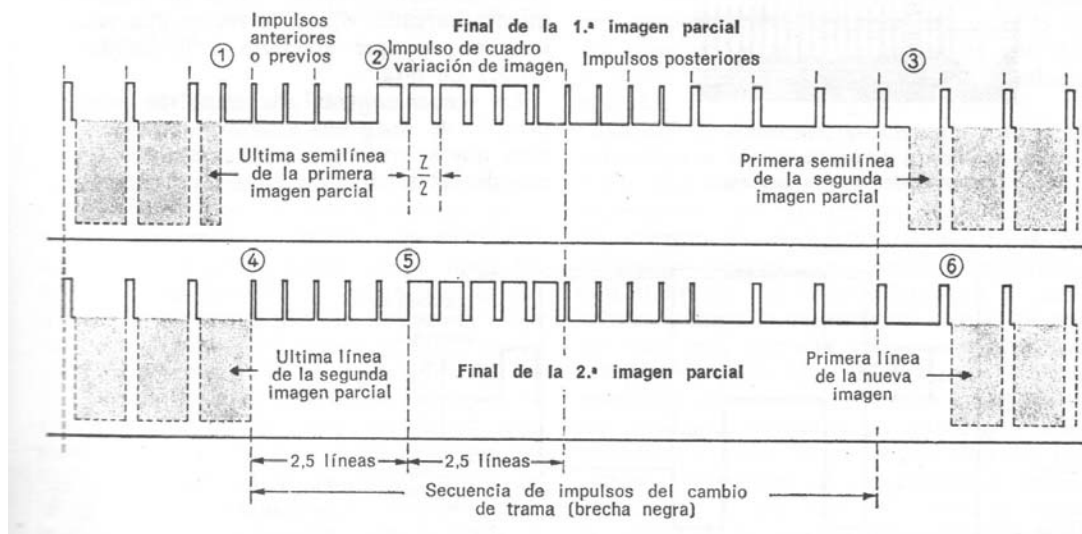 Impulsos
anteriores
o previos
Final de la 1.ª imagen parcial
① ② Impulso de cuadro
variación de imagen
Impulsos posteriores
③
Ultima semilínea
de la primera
imagen parcial
Z
2
Primera semilínea
de la segunda
imagen parcial
④ ⑤ ⑥
Ultima línea
de la segunda
imagen parcial
Final de la 2.ª imagen parcial
Primera línea
de la nueva
imagen
2,5 líneas 2,5 líneas
Secuencia de impulsos del cambio
de trama (brecha negra)